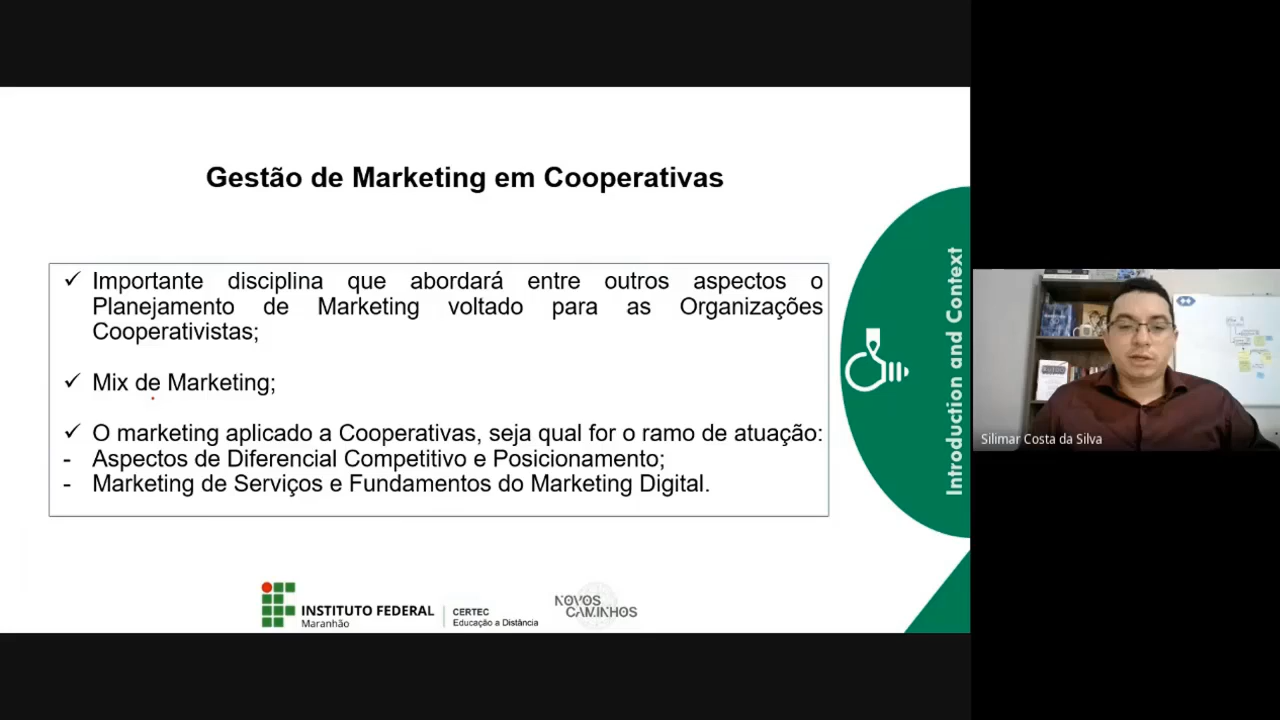 Gestão de Marketing em Cooperativas
✓ Importante disciplina que abordará entre outros aspectos o
Planejamento de Marketing voltado para as Organizações
Cooperativistas;
✓ Mix de Marketing;
✓ O marketing aplicado a Cooperativas, seja qual for o ramo de atuação:
- Aspectos de Diferencial Competitivo e Posicionamento;
- Marketing de Serviços e Fundamentos do Marketing Digital.
Introduction and Context
INSTITUTO FEDERAL
Maranhão
CERTEC
Educação a Distância
NOVOS
CAMINHOS
Silimar Costa da Silva